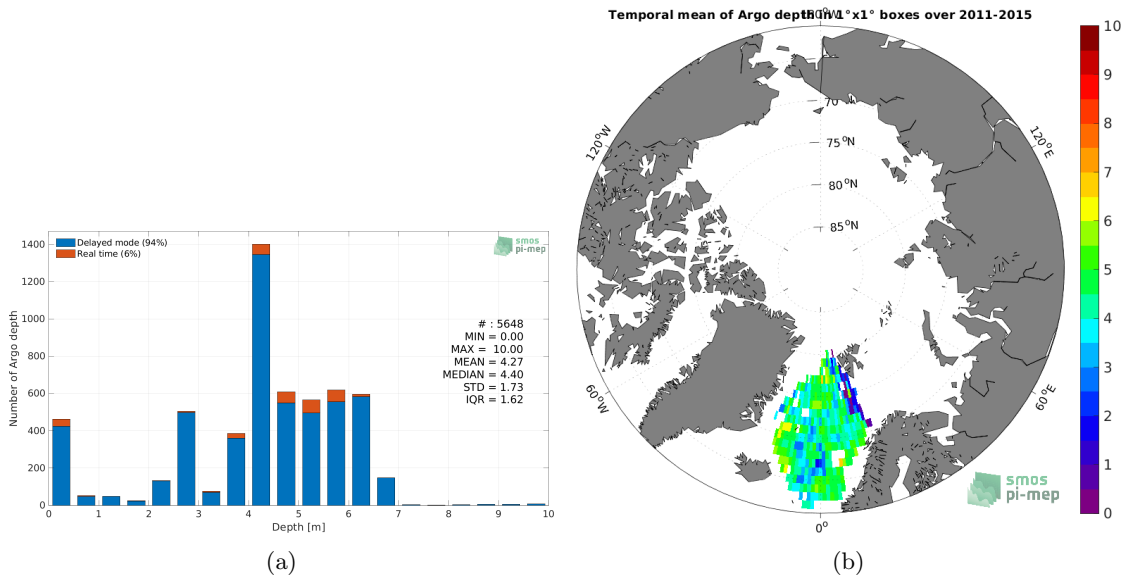 Delayed mode (94%)
Real time (6%)
smos
pi-mep
# : 5648
MIN = 0.00
MAX = 10.00
MEAN = 4.27
MEDIAN = 4.40
STD = 1.73
IQR = 1.62
Number of Argo depth
1400
1200
1000
800
600
400
200
0
0 1 2 3 4 5 6 7 8 9 10
Depth [m]
(a)
Temporal mean of Argo depth in 1°x1° boxes over 2011-2015
70
75°N
80°N
85°N
120°W
120°E
60°W
60°E
0°
smos
pi-mep
10
9
8
7
6
5
4
3
2
1
0
(b)